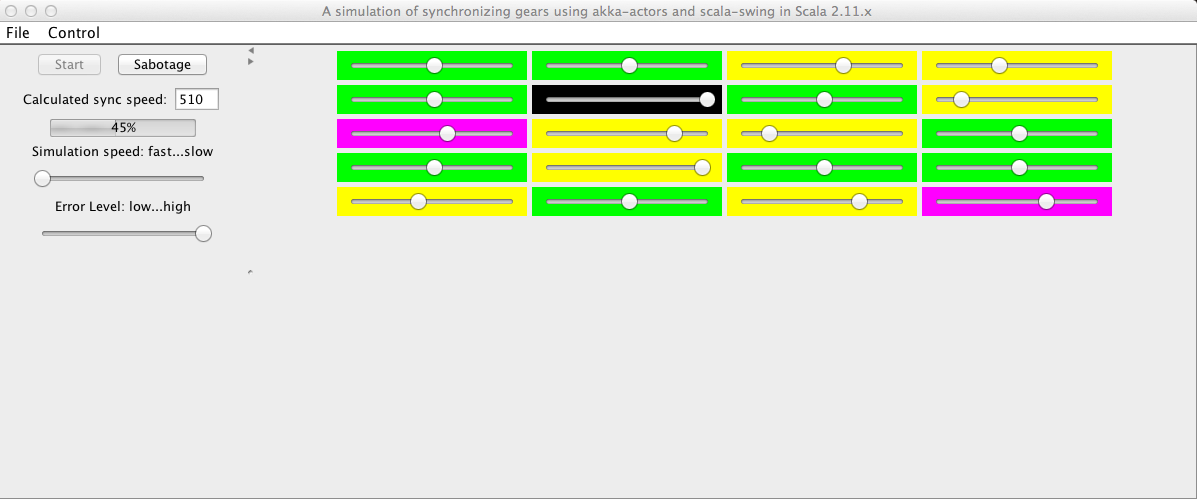 A simulation of synchronizing gears using akka-actors and scala-swing in Scala 2.11.x
File Control
Start Sabotage
Calculated sync speed: 510
45%
Simulation speed: fast...slow
Error Level: low...high